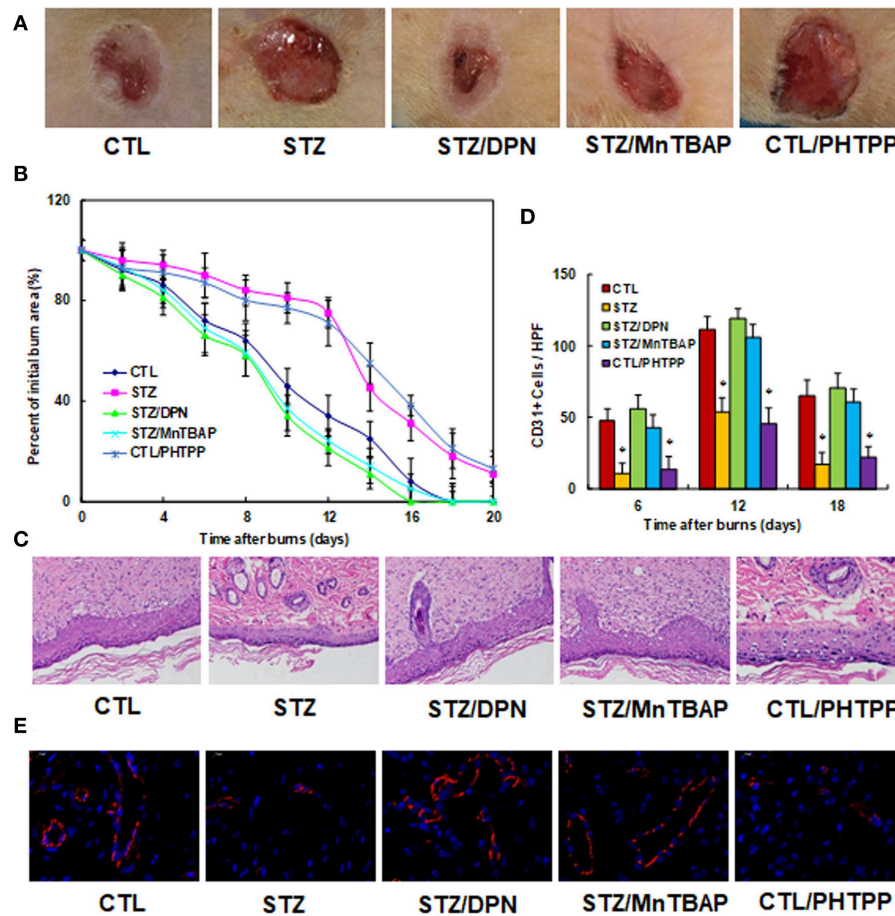 A
CTL
STZ
STZ/DPN
STZ/MnTBAP
CTL/PHTPP
B
Percent of initial burn area (%)
120
80
40
0
0
4
8
12
16
20
Time after burns (days)
CTL
STZ
STZ/DPN
STZ/MnTBAP
CTL/PHTPP
D
CD31+ Cells / HPF
150
100
50
0
CTL
STZ
STZ/DPN
STZ/MNTBAP
CTL/PHTPP
6
12
18
Time after burns (days)
C
CTL
STZ
STZ/DPN
STZ/MnTBAP
CTL/PHTPP
E
CTL
STZ
STZ/DPN
STZ/MnTBAP
CTL/PHTPP